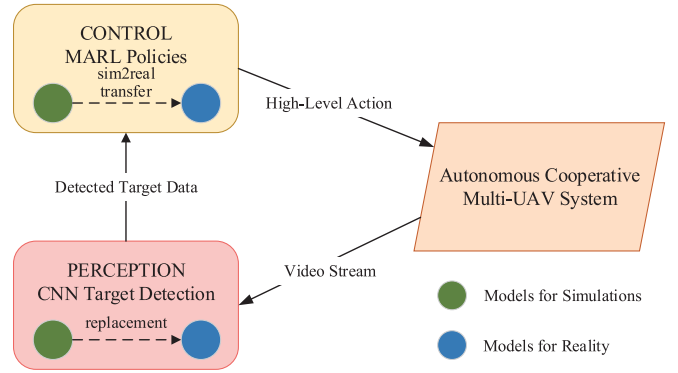 CONTROL
MARL Policies
sim2real
transfer
High-Level Action
Autonomous Cooperative
Multi-UAV System
Detected Target Data
Video Stream
PERCEPTION
CNN Target Detection
replacement
Models for Simulations
Models for Reality